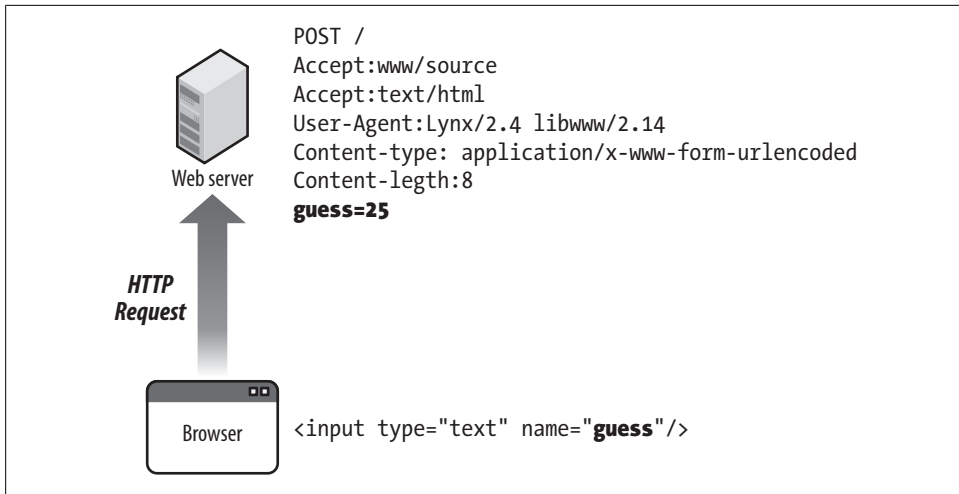 POST /
Accept:www/source
Accept:text/html
User-Agent:Lynx/2.4 libwww/2.14
Content-type: application/x-www-form-urlencoded
Content-legth:8
guess=25
Web server
HTTP
Request
Browser
<input type="text" name="guess"/>